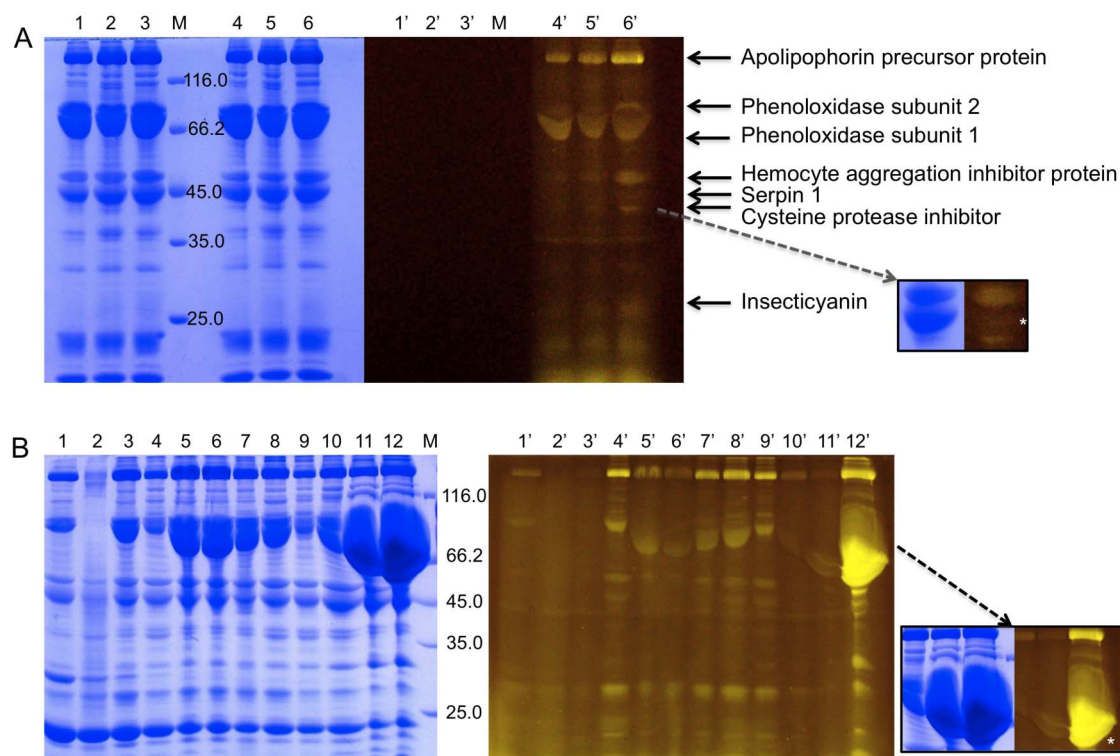 A
1 2 3 M 4 5 6 1’ 2’ 3’ M 4’ 5’ 6’
Apolipophorin precursor protein
116.0
Phenoloxidase subunit 2
66.2
Phenoloxidase subunit 1
Hemocyte aggregation inhibitor protein
45.0
Serpin 1
Cysteine protease inhibitor
35.0
Insecticyanin
25.0
*
B
1 2 3 4 5 6 7 8 9 10 11 12 M 1’ 2’ 3’ 4’ 5’ 6’ 7’ 8’ 9’ 10’ 11’ 12’
116.0
66.2
45.0
35.0
25.0
*